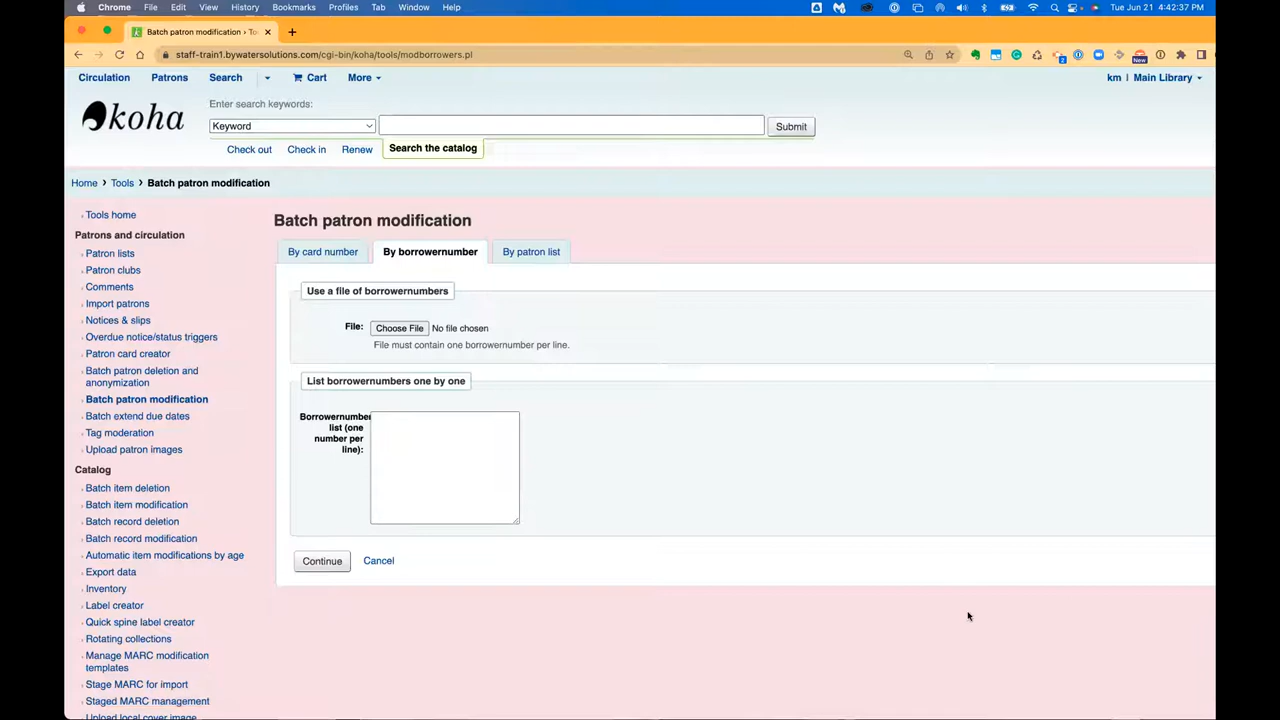 Chrome File Edit View History Bookmarks Profiles Tab Window Help Tue Jun 21 4:42:37 PM
Batch patron modification › To
staff-train1.bywatersolutions.com/cgi-bin/koha/tools/modborrowers.pl
2
New
Circulation Patrons Search Cart More km | Main Library
koha
Enter search keywords:
Keyword Submit
Check out Check in Renew Search the catalog
Home › Tools › Batch patron modification
Tools home
Patrons and circulation
Patron lists
Patron clubs
Comments
Import patrons
Notices & slips
Overdue notice/status triggers
Patron card creator
Batch patron deletion and
anonymization
Batch patron modification
Batch extend due dates
Tag moderation
Upload patron images
Catalog
Batch item deletion
Batch item modification
Batch record deletion
Batch record modification
Automatic item modifications by age
Export data
Inventory
Label creator
Quick spine label creator
Rotating collections
Manage MARC modification
templates
Stage MARC for import
Staged MARC management
Upload local cover image
Batch patron modification
By card number By borrowernumber By patron list
Use a file of borrowernumbers
File: Choose File No file chosen
File must contain one borrowernumber per line.
List borrowernumbers one by one
Borrowernumber
list (one
number per
line):
Continue Cancel